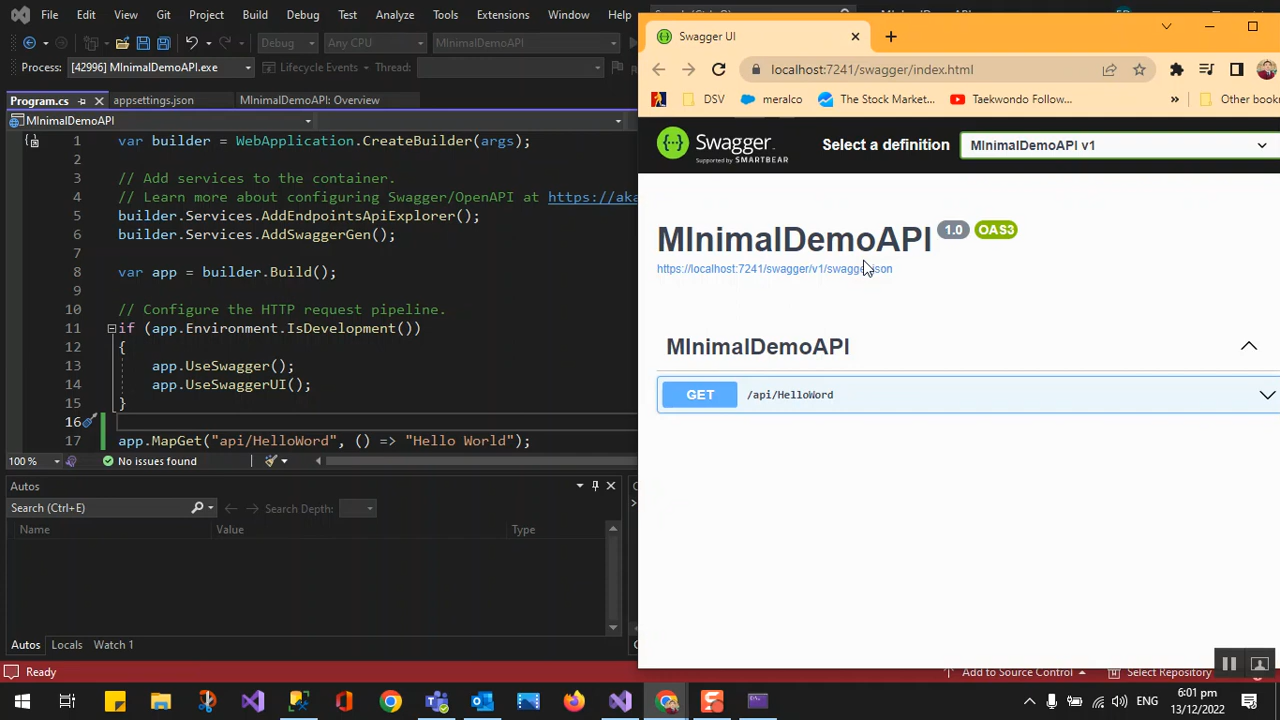 File Edit View Git Project Build Debug Test Analyze Tools Extensions Window
Debug Any CPU MInimalDemoAPI
Process: [42996] MInimalDemoAPI.exe Lifecycle Events Thread:
Program.cs appsettings.json MInimalDemoAPI: Overview
MInimalDemoAPI
1 var builder = WebApplication.CreateBuilder(args);
2
3 // Add services to the container.
4 // Learn more about configuring Swagger/OpenAPI at https://aka
5 builder.Services.AddEndpointsApiExplorer();
6 builder.Services.AddSwaggerGen();
7
8 var app = builder.Build();
9
10 // Configure the HTTP request pipeline.
11 if (app.Environment.IsDevelopment())
12 {
13 app.UseSwagger();
14 app.UseSwaggerUI();
15 }
16
17 app.MapGet("api/HelloWord", () => "Hello World");
100 % No issues found
Autos
Search (Ctrl+E) Search Depth:
Name Value Type
Autos Locals Watch 1
Ready
Swagger UI
localhost:7241/swagger/index.html
DSV meralco The Stock Market... Taekwondo Follow... » Other book
Swagger Supported by SMARTBEAR
Select a definition MInimalDemoAPI v1
MInimalDemoAPI 1.0 OAS3
https://localhost:7241/swagger/v1/swagger.json
MInimalDemoAPI
GET /api/HelloWord
Add to Source Control Select Repository
ENG 6:01 pm
13/12/2022